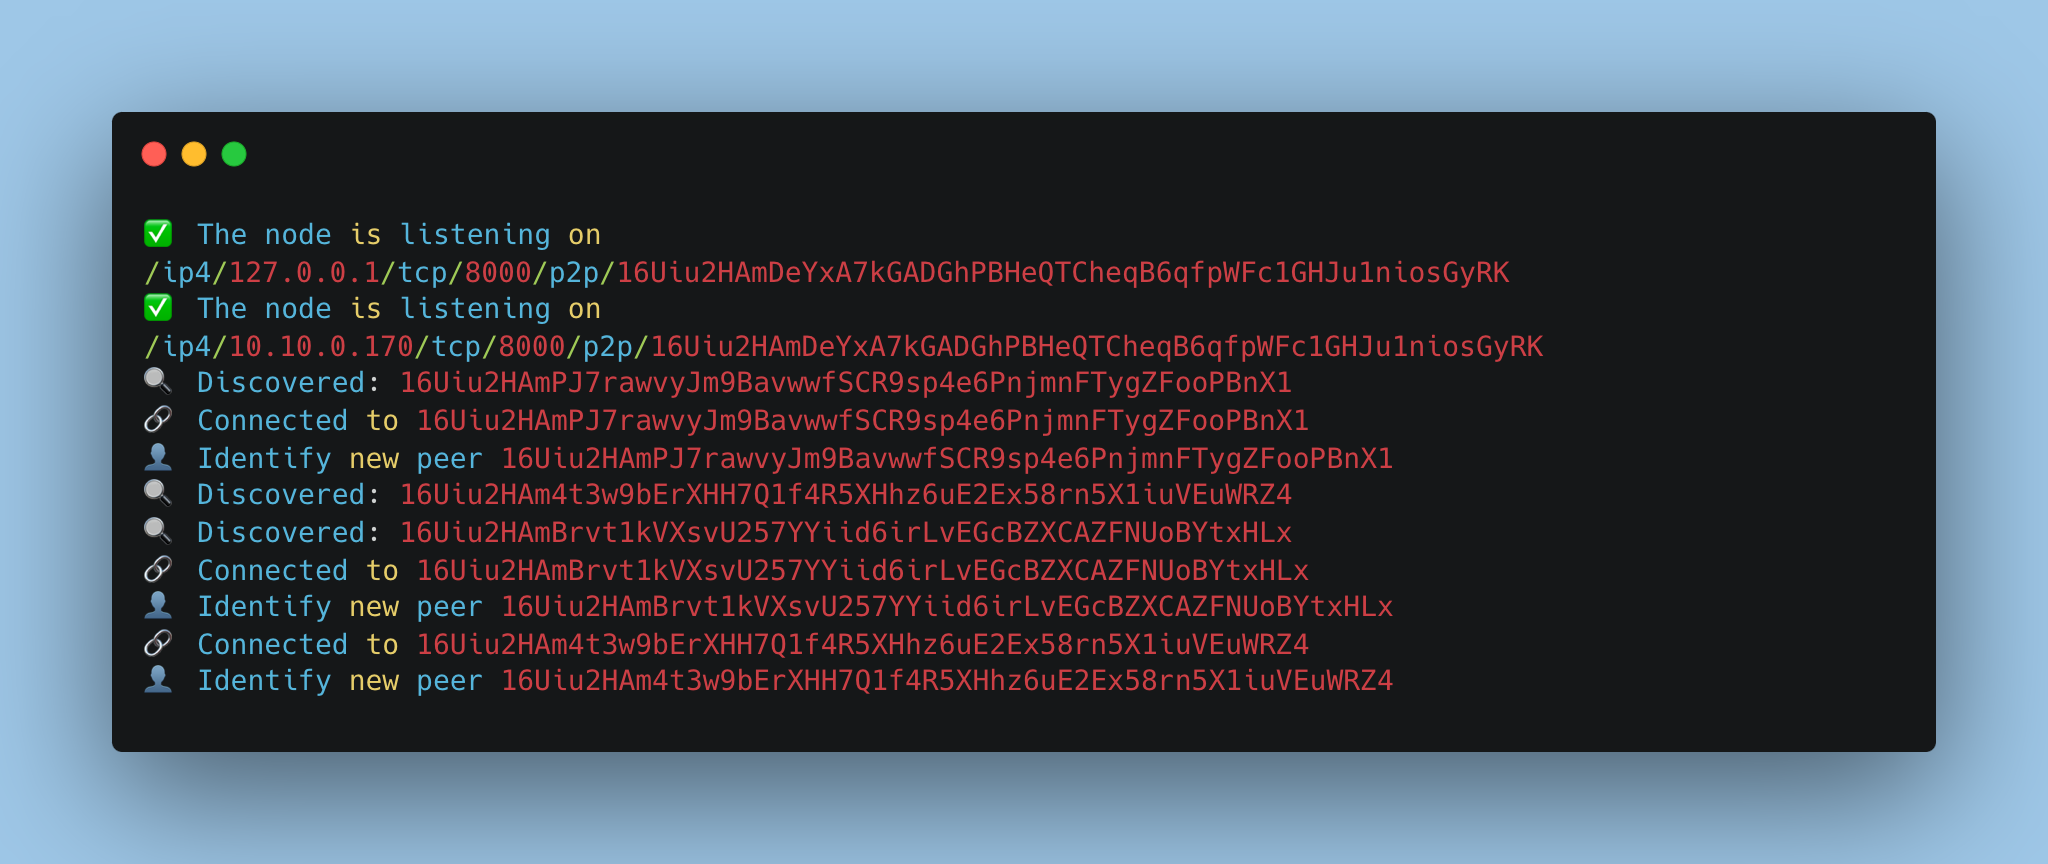 ✅ The node is listening on
/ip4/127.0.0.1/tcp/8000/p2p/16Uiu2HAmDeYxA7kGADGhPBHeQTCheqB6qfpWFc1GHJu1niosGyRK
✅ The node is listening on
/ip4/10.10.0.170/tcp/8000/p2p/16Uiu2HAmDeYxA7kGADGhPBHeQTCheqB6qfpWFc1GHJu1niosGyRK
🔍 Discovered: 16Uiu2HAmPJ7rawvyJm9BavwwfSCR9sp4e6PnjmnFTygZFooPBnX1
🔗 Connected to 16Uiu2HAmPJ7rawvyJm9BavwwfSCR9sp4e6PnjmnFTygZFooPBnX1
👤 Identify new peer 16Uiu2HAmPJ7rawvyJm9BavwwfSCR9sp4e6PnjmnFTygZFooPBnX1
🔍 Discovered: 16Uiu2HAm4t3w9bErXHH7Q1f4R5XHhz6uE2Ex58rn5X1iuVEuWRZ4
🔍 Discovered: 16Uiu2HAmBrvt1kVXsvU257YYiid6irLvEGcBZXCAZFNUoBYtxHLx
🔗 Connected to 16Uiu2HAmBrvt1kVXsvU257YYiid6irLvEGcBZXCAZFNUoBYtxHLx
👤 Identify new peer 16Uiu2HAmBrvt1kVXsvU257YYiid6irLvEGcBZXCAZFNUoBYtxHLx
🔗 Connected to 16Uiu2HAm4t3w9bErXHH7Q1f4R5XHhz6uE2Ex58rn5X1iuVEuWRZ4
👤 Identify new peer 16Uiu2HAm4t3w9bErXHH7Q1f4R5XHhz6uE2Ex58rn5X1iuVEuWRZ4